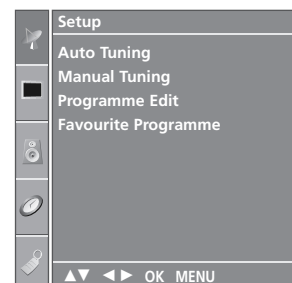 Setup
Auto Tuning
Manual Tuning
Programme Edit
Favourite Programme
▲▼ ◄► OK MENU